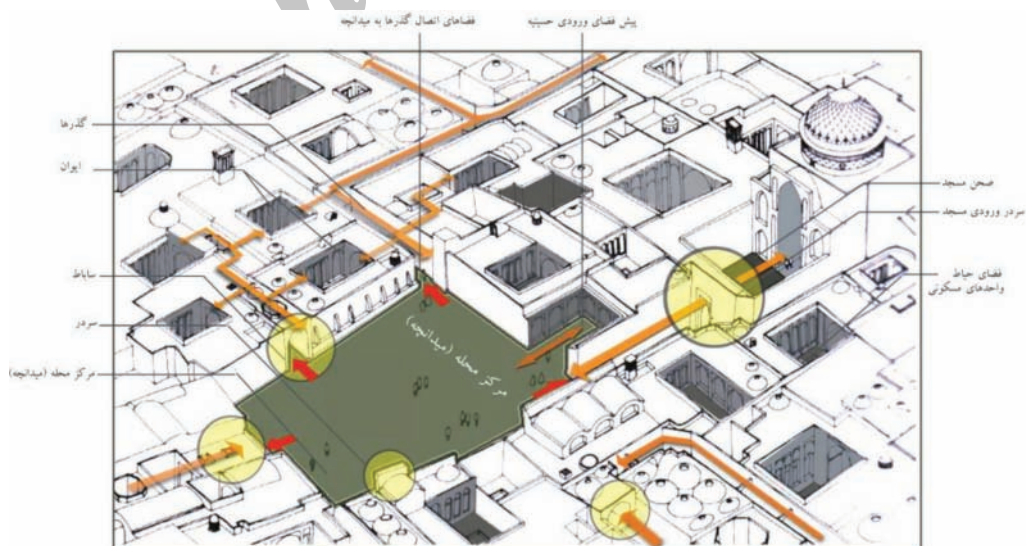 پیش فضای ورودی حسینیه
فضاهای اتصال گذرها به میدانچه
گذرها
ایوان
ساباط
سردر
مرکز محله (میدانچه)
صحن مسجد
سردر ورودی مسجد
فضای حیاط
واحدهای مسکونی
مرکز محله (میدانچه)